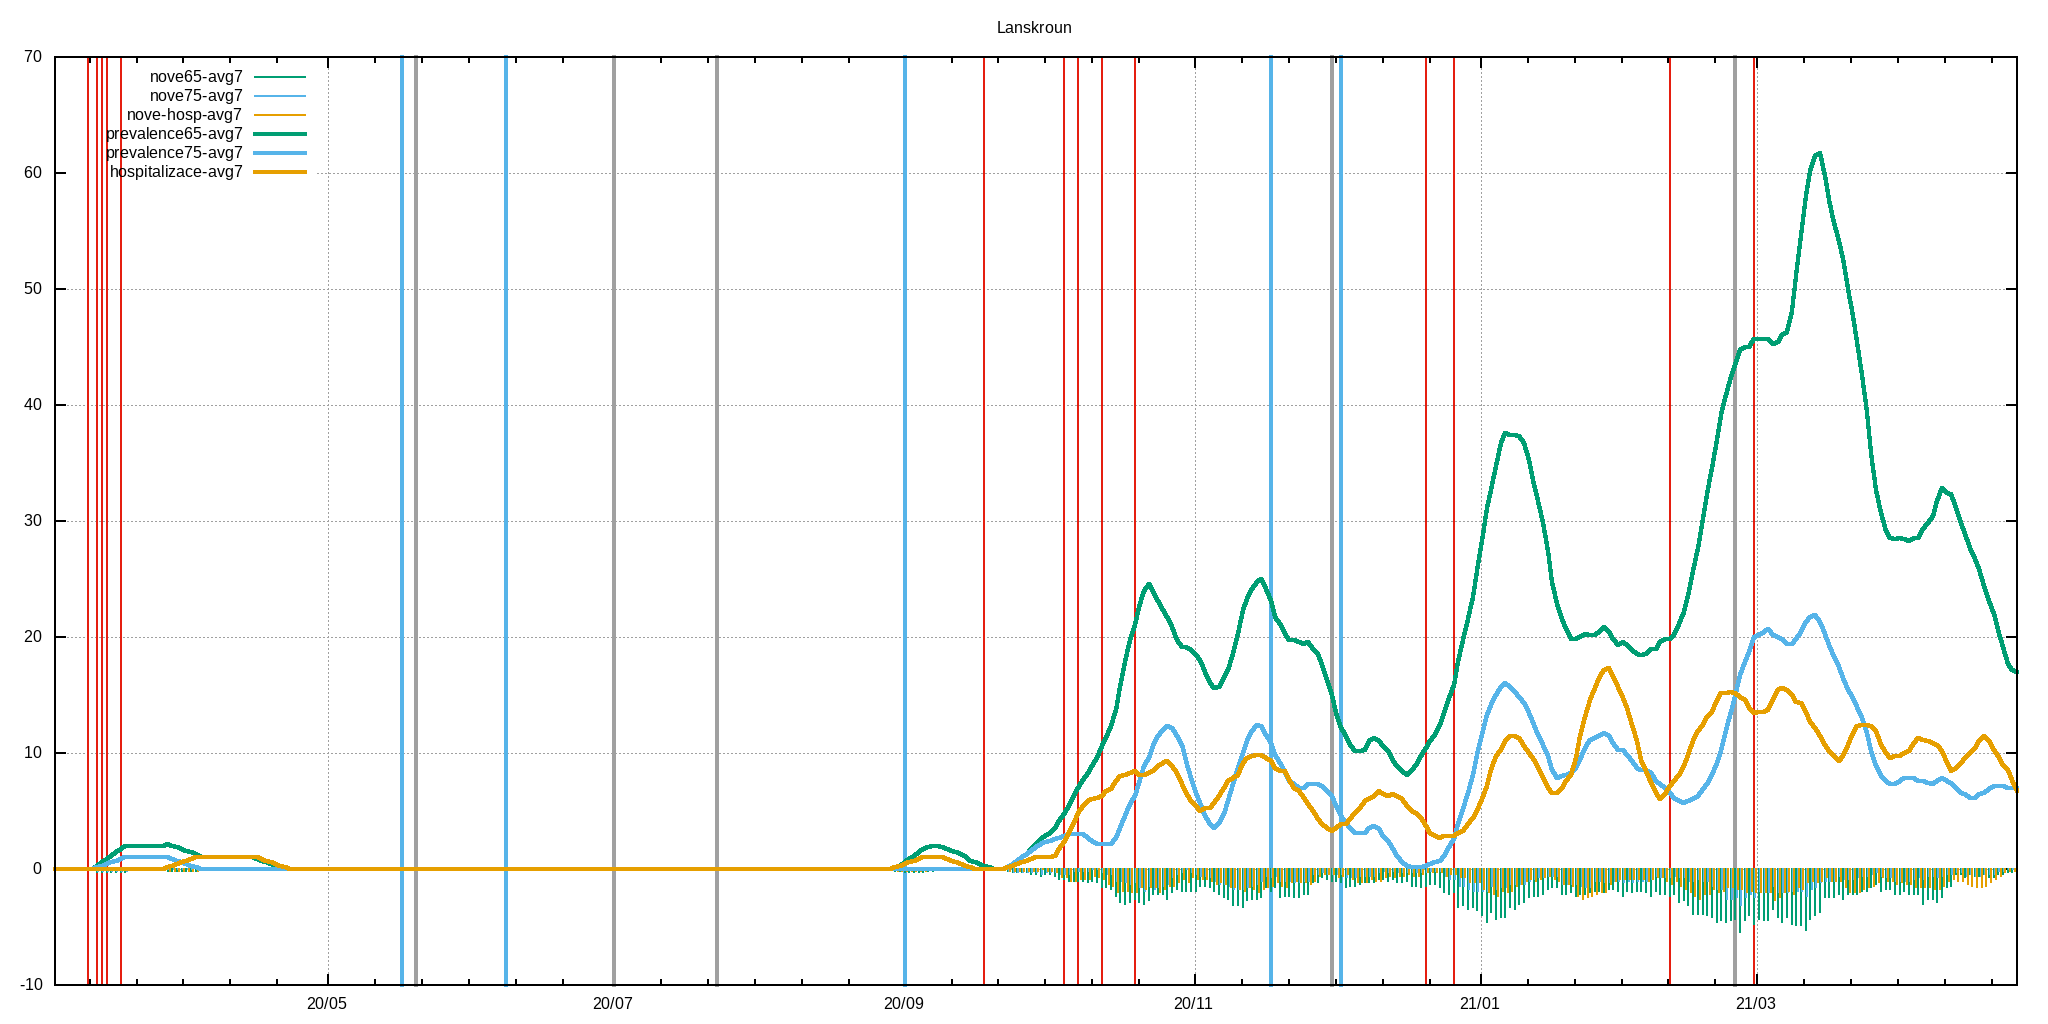 Lanskroun
70
60
50
40
30
20
10
0
-10
nove65-avg7
nove75-avg7
nove-hosp-avg7
prevalence65-avg7
prevalence75-avg7
hospitalizace-avg7
20/05 20/07 20/09 20/11 21/01 21/03